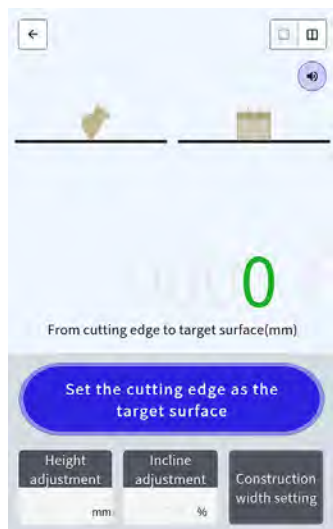 0
From cutting edge to target surface(mm)
Set the cutting edge as the
target surface
Height
adjustment
mm
Incline
adjustment
%
Construction
width setting